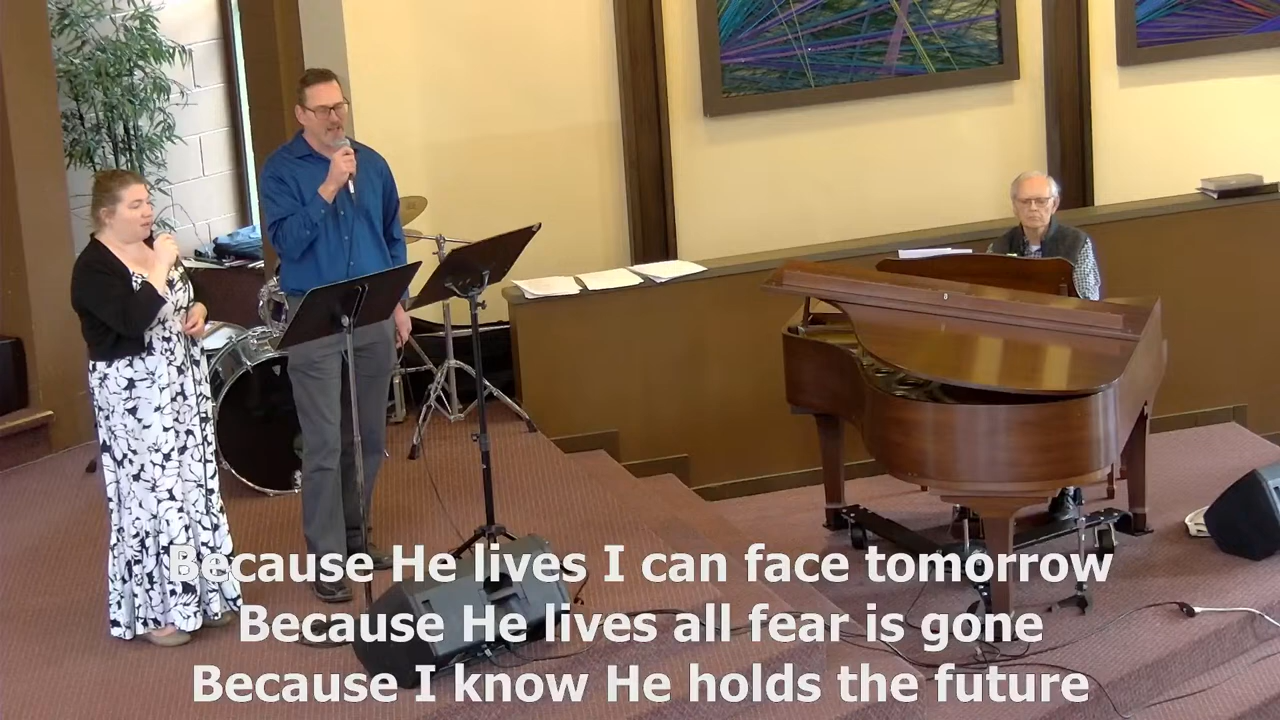 8
Because He lives I can face tomorrow
Because He lives all fear is gone
Because I know He holds the future